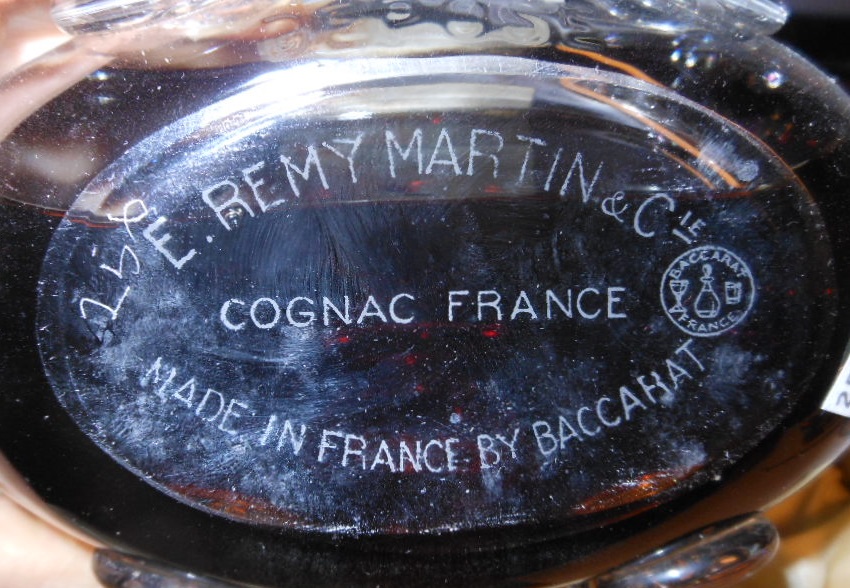 E. REMY MARTIN & CIE
COGNAC FRANCE
MADE IN FRANCE BY BACCARAT
BACCARAT
FRANCE